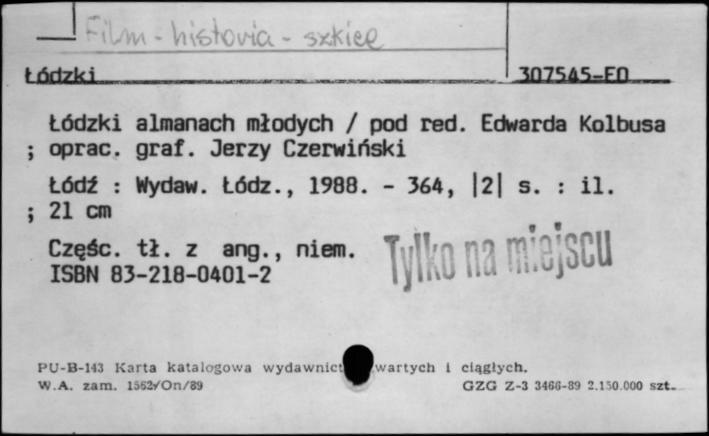 Film - historia - szkice
Łódzki 307545-EO
Łódzki almanach młodych / pod red. Edwarda Kolbusa
; oprac. graf. Jerzy Czerwiński
Łódź : Wydaw. Łódz., 1988. - 364, |2| s. : il.
; 21 cm
Częśc. tł. z ang., niem.
ISBN 83-218-0401-2
Tylko na miejscu
PU-B-143 Karta katalogowa wydawnict wartych i ciągłych.
W.A. zam. 1562/On/89 GZG Z-3 3466-89 2.150.000 szt.